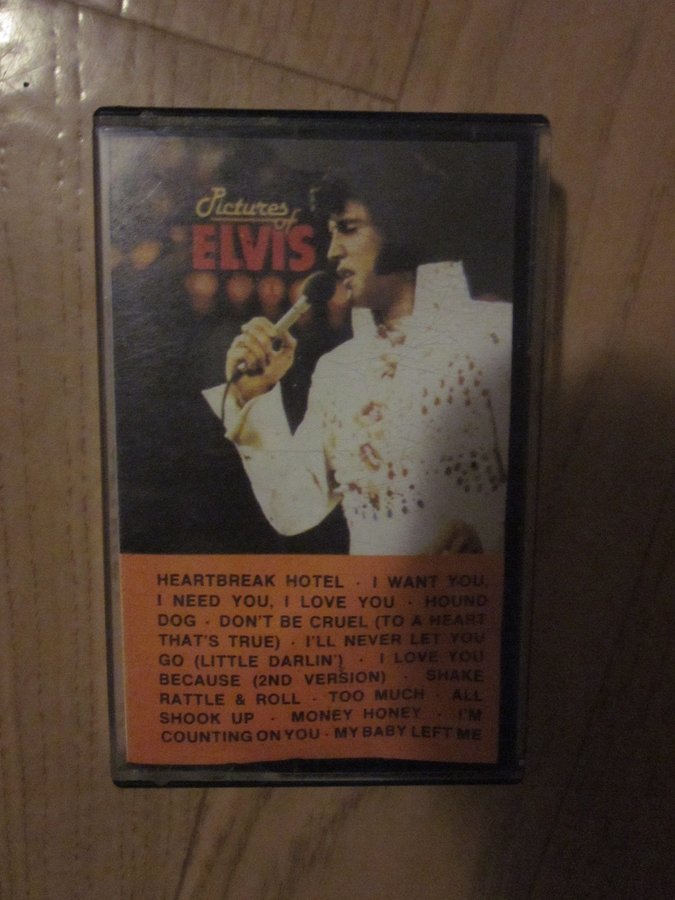 Pictures
of
ELVIS
HEARTBREAK HOTEL · I WANT YOU,
I NEED YOU, I LOVE YOU · HOUND
DOG · DON'T BE CRUEL (TO A HEART
THAT'S TRUE) · I'LL NEVER LET YOU
GO (LITTLE DARLIN') · I LOVE YOU
BECAUSE (2ND VERSION) · SHAKE
RATTLE & ROLL · TOO MUCH · ALL
SHOOK UP · MONEY HONEY · I'M
COUNTING ON YOU · MY BABY LEFT ME